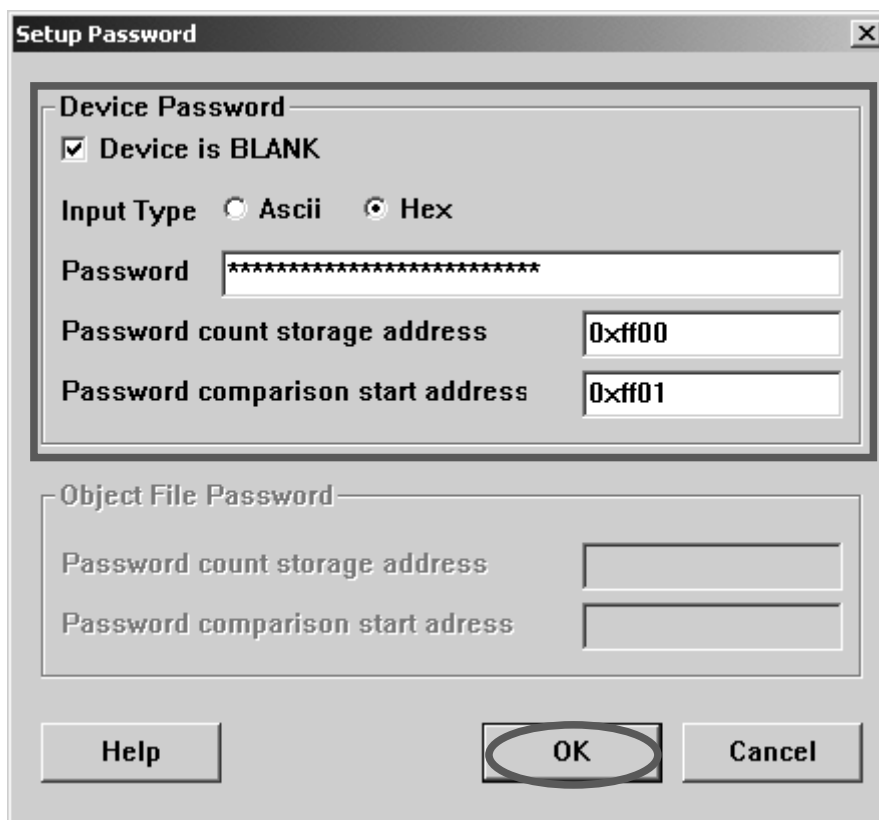 Setup Password
Device Password
Device is BLANK
Input Type Ascii Hex
Password **************************
Password count storage address 0xff00
Password comparison start address 0xff01
Object File Password
Password count storage address
Password comparison start adress
Help OK Cancel